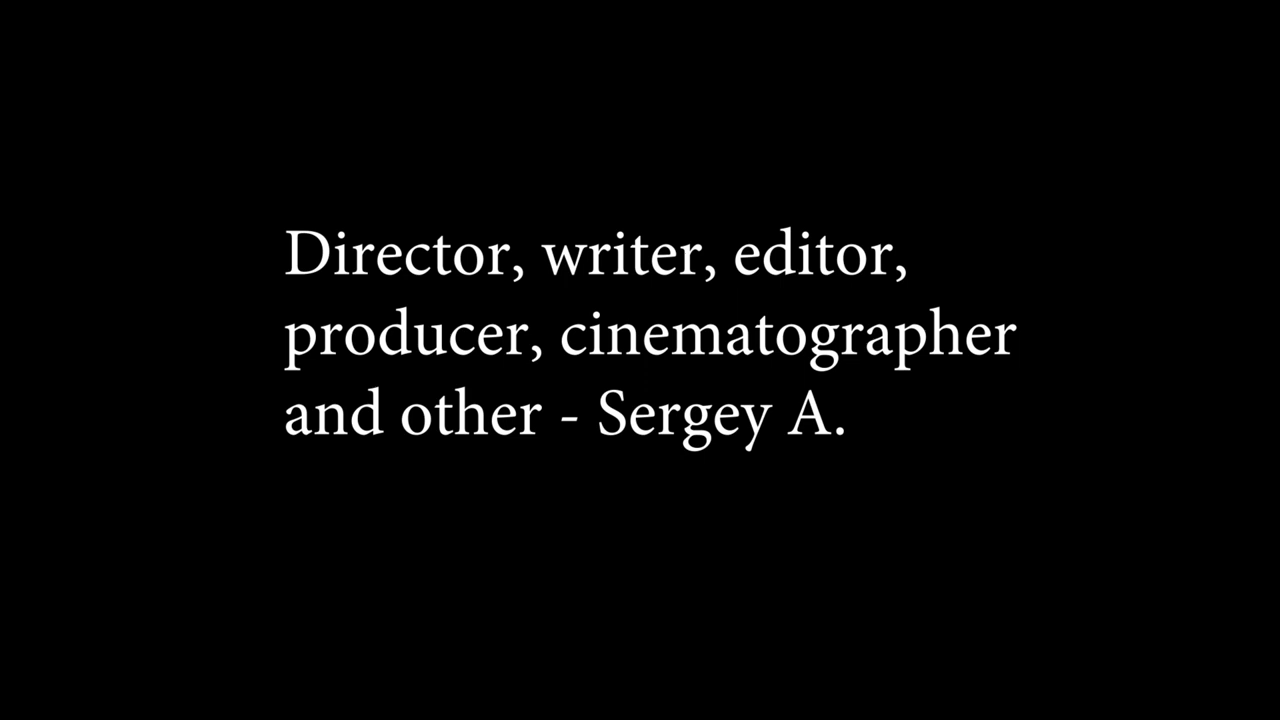 Director, writer, editor,
producer, cinematographer
and other - Sergey A.